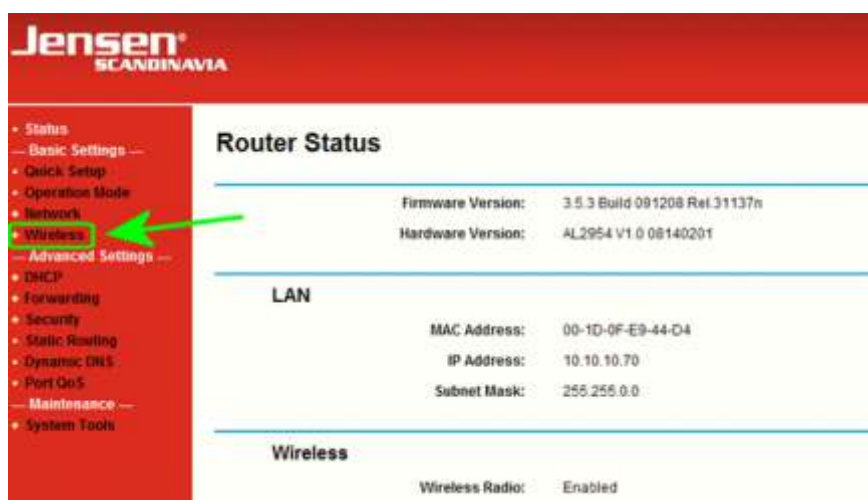 Jensen®
SCANDINAVIA
Status
— Basic Settings —
Quick Setup
Operation Mode
Network
Wireless
— Advanced Settings —
DHCP
Forwarding
Security
Static Routing
Dynamic DNS
Port QoS
— Maintenance —
System Tools
Router Status
Firmware Version: 3.5.3 Build 091208 Rel.31137n
Hardware Version: AL2954 V1.0 08140201
LAN
MAC Address: 00-1D-0F-E9-44-D4
IP Address: 10.10.10.70
Subnet Mask: 255.255.0.0
Wireless
Wireless Radio: Enabled